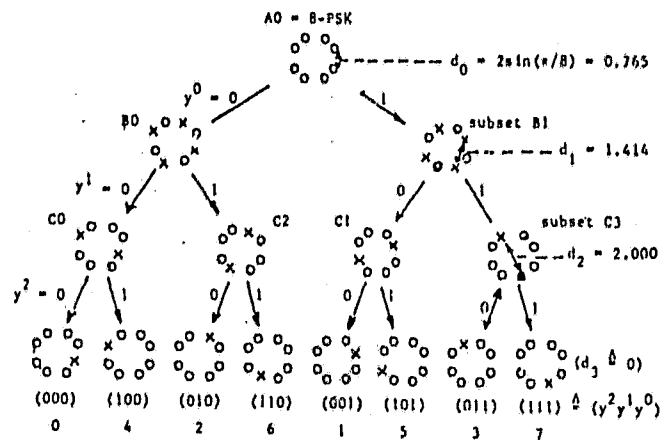 A0 = 8-PSK
d0 = 2sin(π/8) = 0.765
y0 = 0
1
B0
subset B1
d1 = 1.414
y1 = 0
1
0
1
C0
C2
C1
subset C3
d2 = 2.000
y2 = 0
1
0
1
0
1
0
1
(d3 ≜ 0)
(000) (100) (010) (110) (001) (101) (011) (111) ≜ (y2y1y0)
0 4 2 6 1 5 3 7